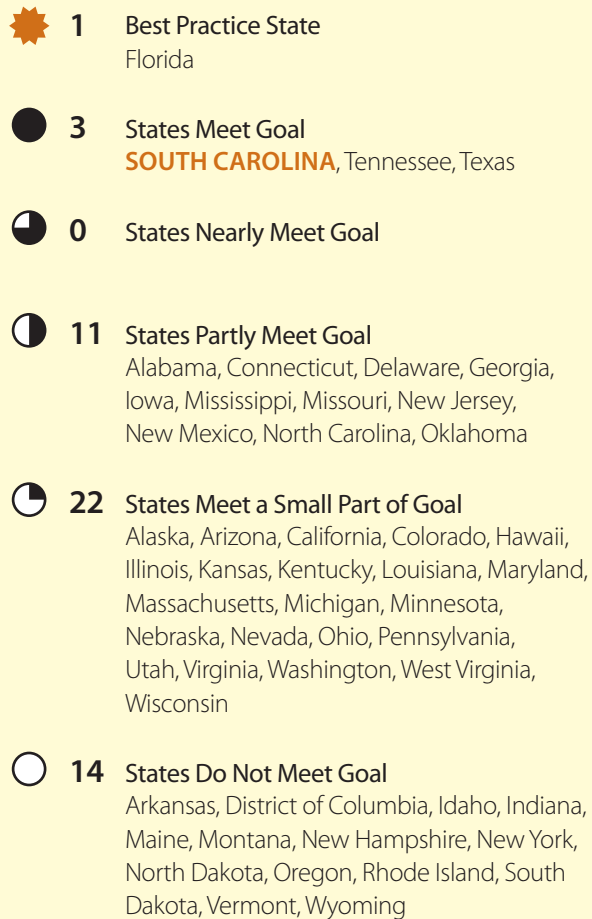 1 Best Practice State
Florida
3 States Meet Goal
SOUTH CAROLINA, Tennessee, Texas
0 States Nearly Meet Goal
11 States Partly Meet Goal
Alabama, Connecticut, Delaware, Georgia,
Iowa, Mississippi, Missouri, New Jersey,
New Mexico, North Carolina, Oklahoma
22 States Meet a Small Part of Goal
Alaska, Arizona, California, Colorado, Hawaii,
Illinois, Kansas, Kentucky, Louisiana, Maryland,
Massachusetts, Michigan, Minnesota,
Nebraska, Nevada, Ohio, Pennsylvania,
Utah, Virginia, Washington, West Virginia,
Wisconsin
14 States Do Not Meet Goal
Arkansas, District of Columbia, Idaho, Indiana,
Maine, Montana, New Hampshire, New York,
North Dakota, Oregon, Rhode Island, South
Dakota, Vermont, Wyoming